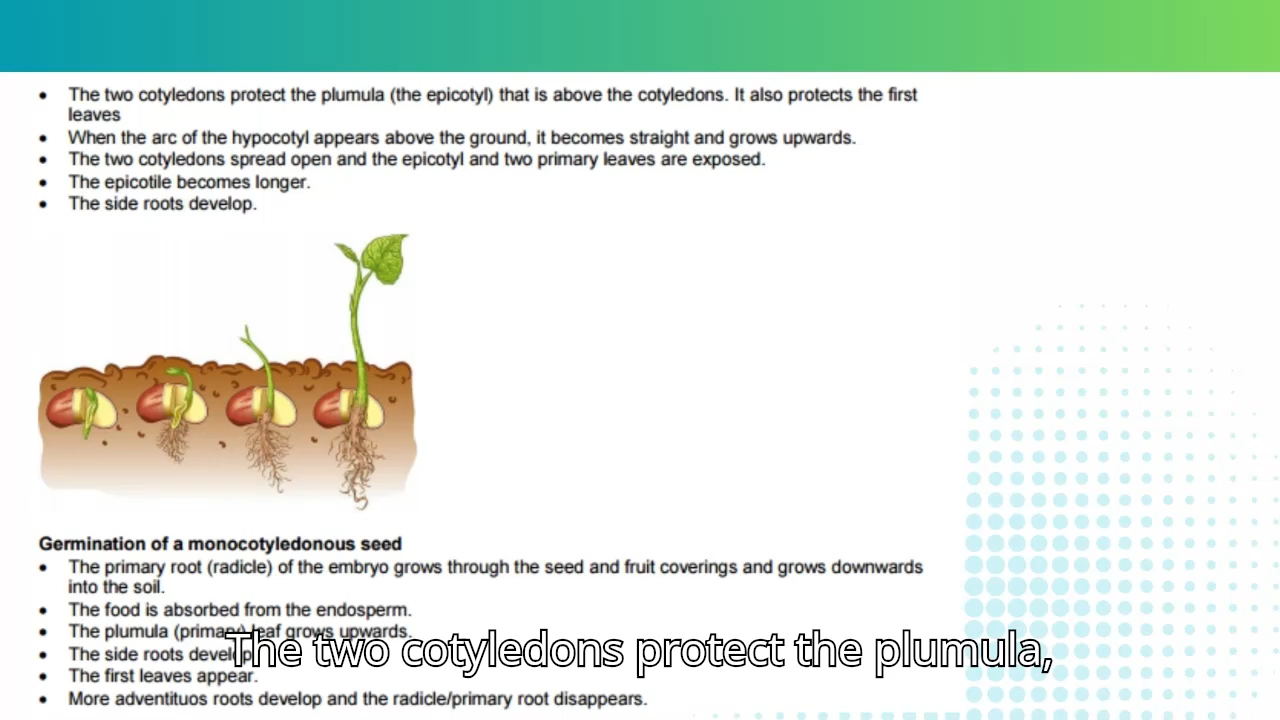 • The two cotyledons protect the plumula (the epicotyl) that is above the cotyledons. It also protects the first
leaves
• When the arc of the hypocotyl appears above the ground, it becomes straight and grows upwards.
• The two cotyledons spread open and the epicotyl and two primary leaves are exposed.
• The epicotile becomes longer.
• The side roots develop.
Germination of a monocotyledonous seed
• The primary root (radicle) of the embryo grows through the seed and fruit coverings and grows downwards
into the soil.
• The food is absorbed from the endosperm.
• The plumula (primary) leaf grows upwards.
• The side roots develop
The two cotyledons protect the plumula,
• The first leaves appear.
• More adventituos roots develop and the radicle/primary root disappears.